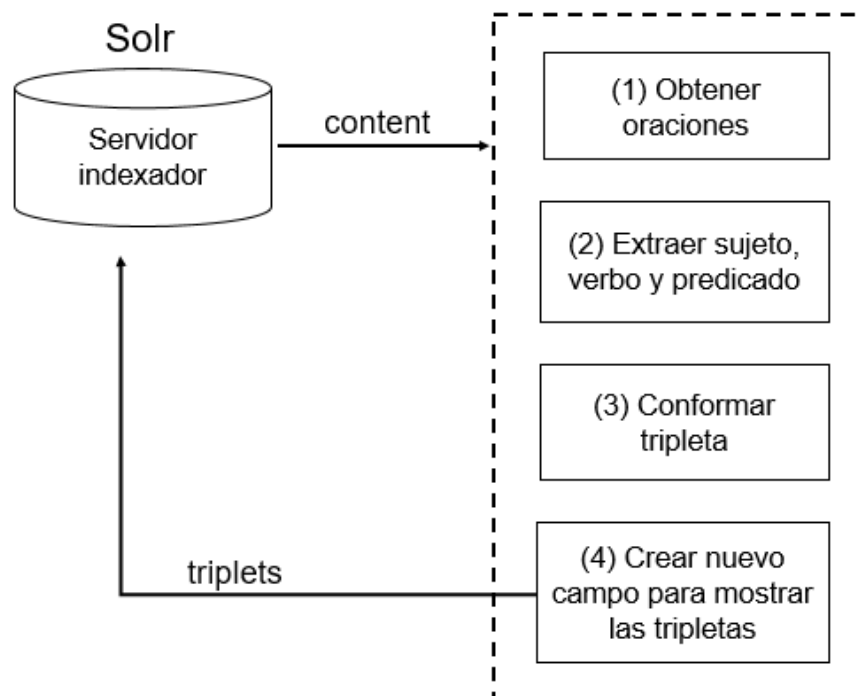 Solr
Servidor
indexador
content
(1) Obtener
oraciones
(2) Extraer sujeto,
verbo y predicado
(3) Conformar
tripleta
(4) Crear nuevo
campo para mostrar
las tripletas
triplets